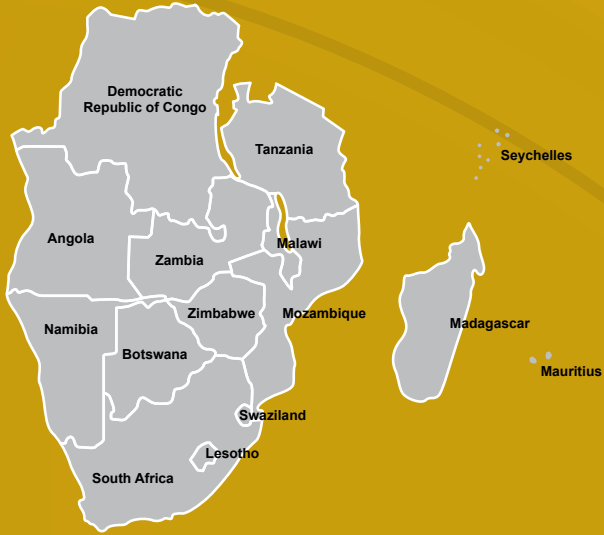 Democratic
Republic of Congo
Tanzania
Seychelles
Angola
Malawi
Zambia
Zimbabwe
Mozambique
Namibia
Madagascar
Botswana
Mauritius
Swaziland
Lesotho
South Africa